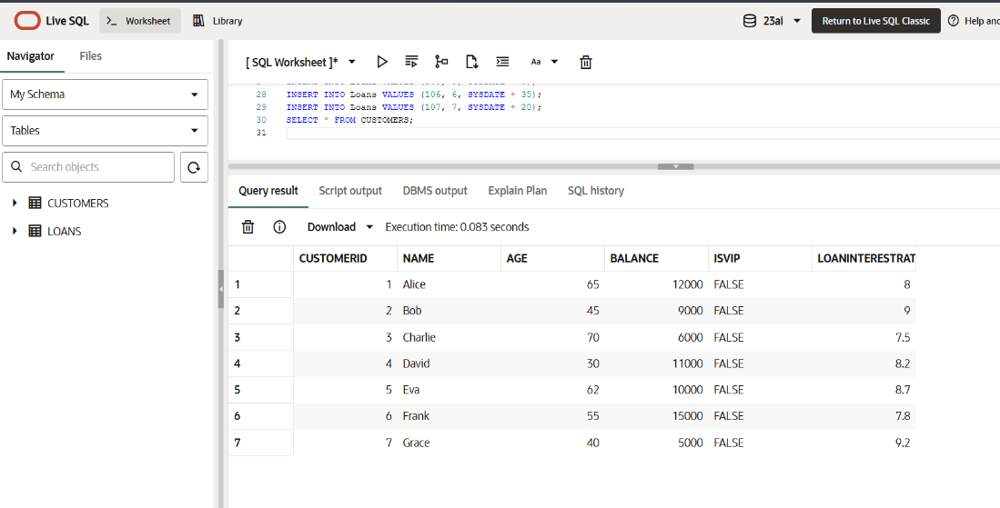 Live SQL
>_ Worksheet
Library
23ai
Return to Live SQL Classic
Help and
Navigator
Files
My Schema
Tables
Search objects
CUSTOMERS
LOANS
[ SQL Worksheet ]*
Aa
28 INSERT INTO Loans VALUES (106, 6, SYSDATE + 35);
29 INSERT INTO Loans VALUES (107, 7, SYSDATE + 20);
30 SELECT * FROM CUSTOMERS;
31
Query result
Script output
DBMS output
Explain Plan
SQL history
Download
Execution time: 0.083 seconds
CUSTOMERID NAME AGE BALANCE ISVIP LOANINTERESTRAT
1 1 Alice 65 12000 FALSE 8
2 2 Bob 45 9000 FALSE 9
3 3 Charlie 70 6000 FALSE 7.5
4 4 David 30 11000 FALSE 8.2
5 5 Eva 62 10000 FALSE 8.7
6 6 Frank 55 15000 FALSE 7.8
7 7 Grace 40 5000 FALSE 9.2